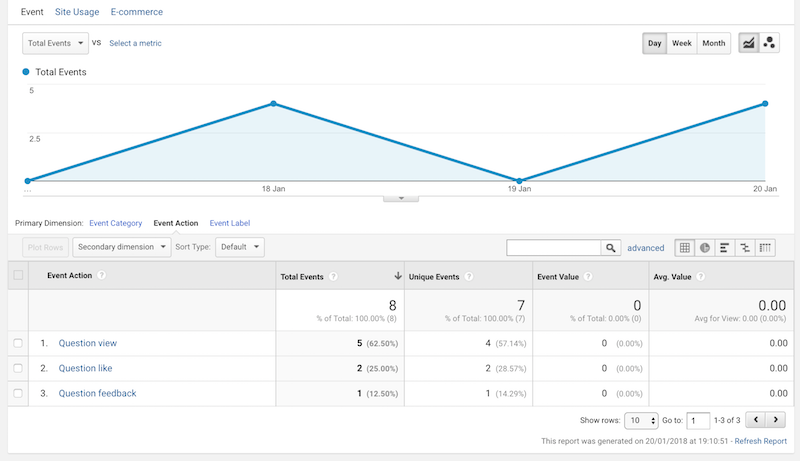 Event Site Usage E-commerce
Total Events VS Select a metric Day Week Month
Total Events
5
2.5
... 18 Jan 19 Jan 20 Jan
Primary Dimension: Event Category Event Action Event Label
Plot Rows Secondary dimension Sort Type: Default advanced
Event Action ? Total Events ? Unique Events ? Event Value ? Avg. Value ?
8 7 0 0.00
% of Total: 100.00% (8) % of Total: 100.00% (7) % of Total: 0.00% (0) Avg for View: 0.00 (0.00%)
1. Question view 5 (62.50%) 4 (57.14%) 0 (0.00%) 0.00
2. Question like 2 (25.00%) 2 (28.57%) 0 (0.00%) 0.00
3. Question feedback 1 (12.50%) 1 (14.29%) 0 (0.00%) 0.00
Show rows: 10 Go to: 1 1-3 of 3
This report was generated on 20/01/2018 at 19:10:51 - Refresh Report